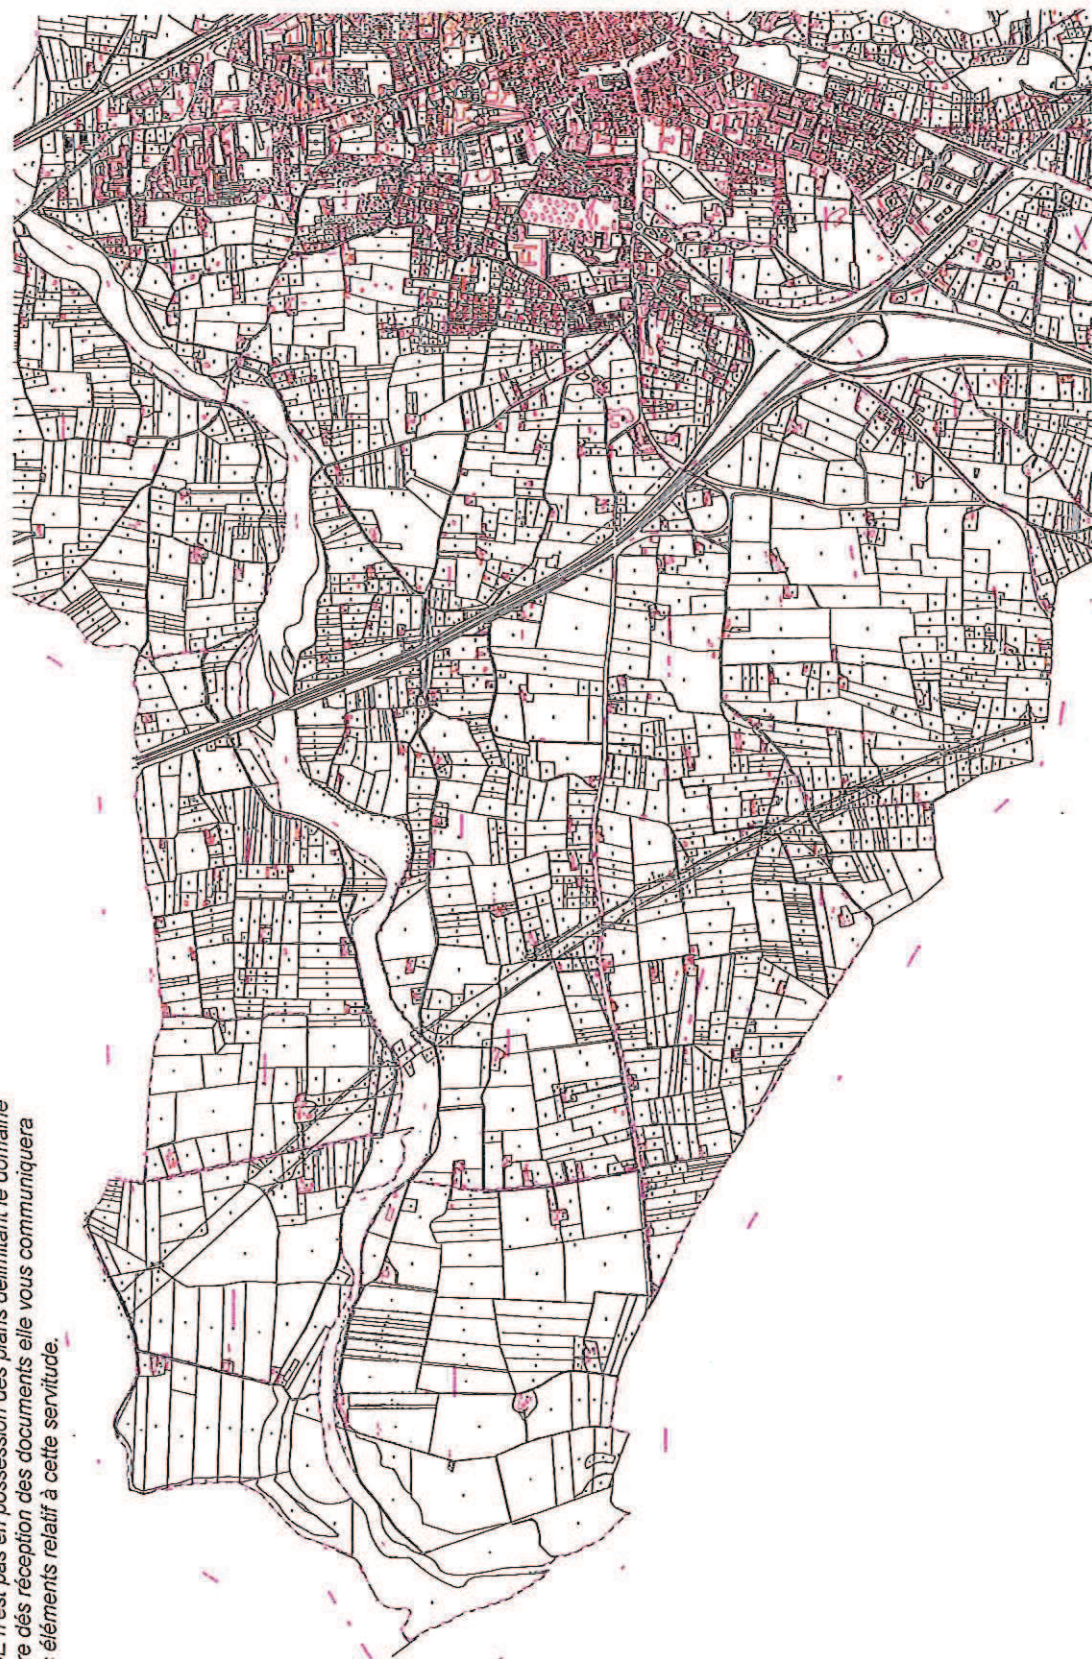 n'est pas en possession des plans délimitant le domaine
dés réception des documents elle vous communiquera
éléments relatif à cette servitude.